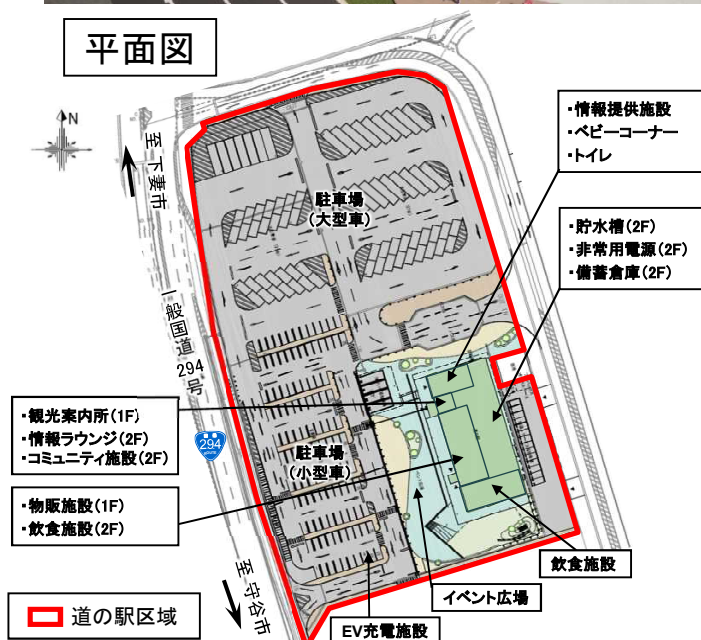 平面図
N
至下妻市
一般国道294号
294
至守谷市
駐車場
(大型車)
駐車場
(小型車)
・情報提供施設
・ベビーコーナー
・トイレ
・貯水槽(2F)
・非常用電源(2F)
・備蓄倉庫(2F)
・観光案内所(1F)
・情報ラウンジ(2F)
・コミュニティ施設(2F)
・物販施設(1F)
・飲食施設(2F)
飲食施設
イベント広場
EV充電施設
道の駅区域